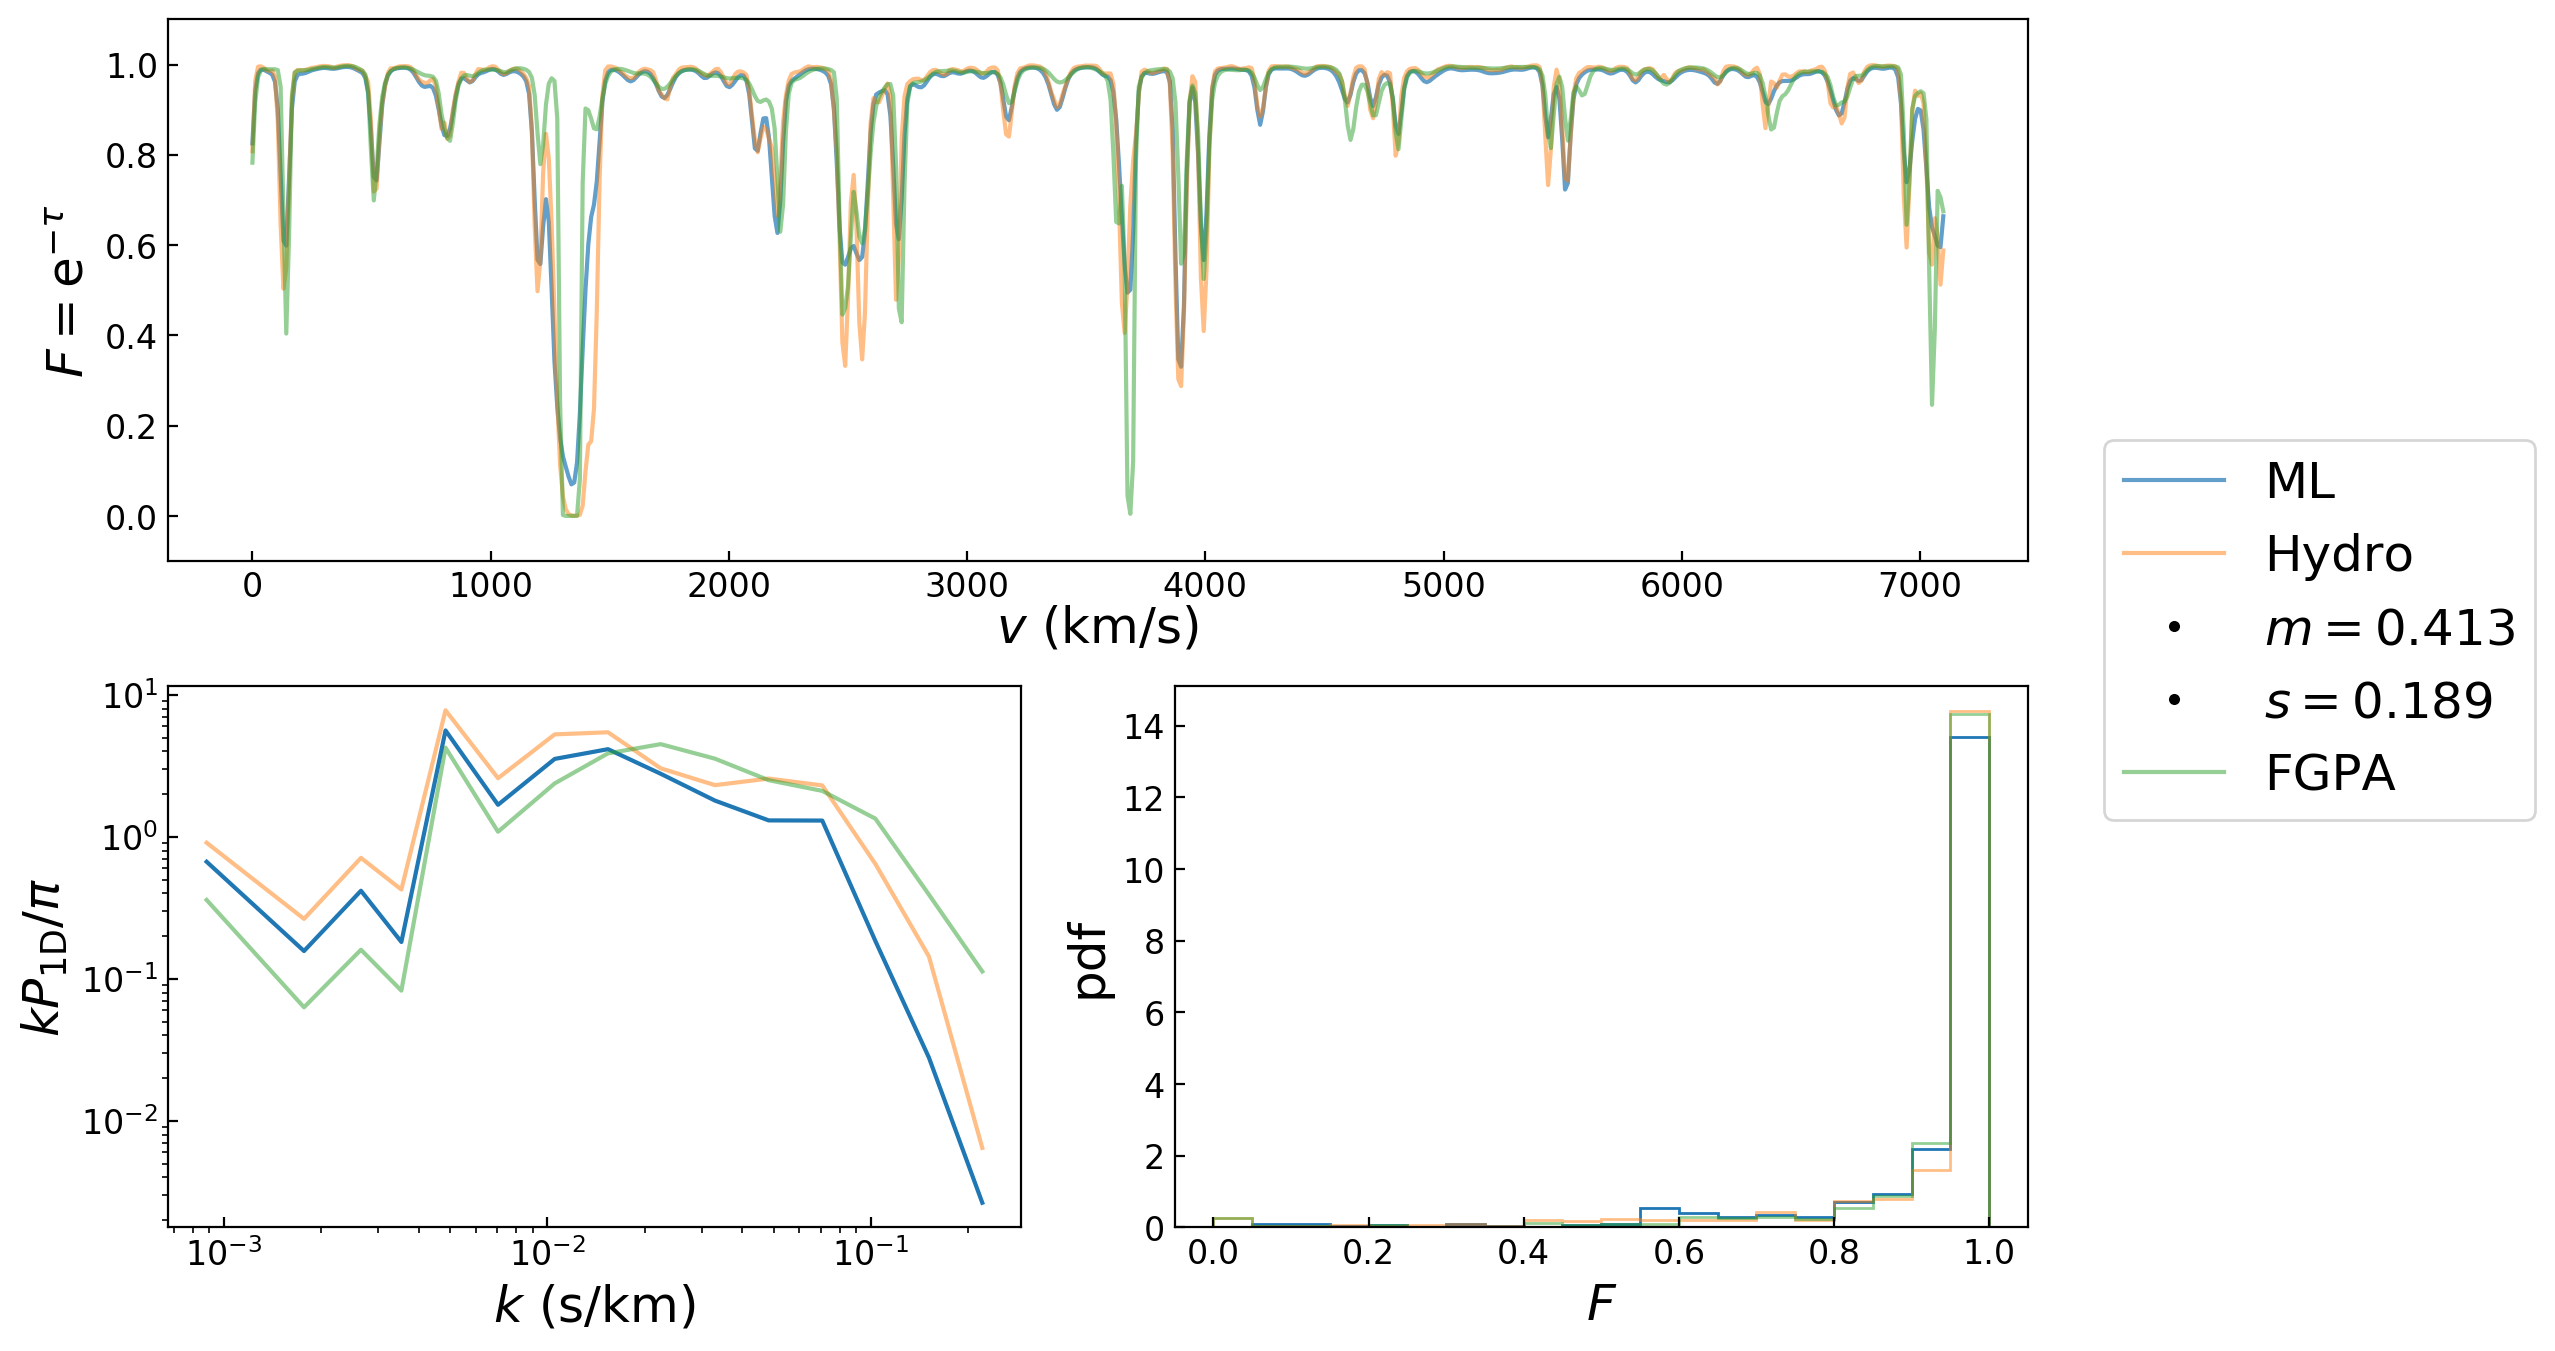 F = e^{−τ}
1.0
0.8
0.6
0.4
0.2
0.0
0 1000 2000 3000 4000 5000 6000 7000
v (km/s)
ML
Hydro
m = 0.413
s = 0.189
FGPA
kP_{1D}/π
10^1
10^0
10^{−1}
10^{−2}
10^{−3} 10^{−2} 10^{−1}
k (s/km)
pdf
14
12
10
8
6
4
2
0
0.0 0.2 0.4 0.6 0.8 1.0
F